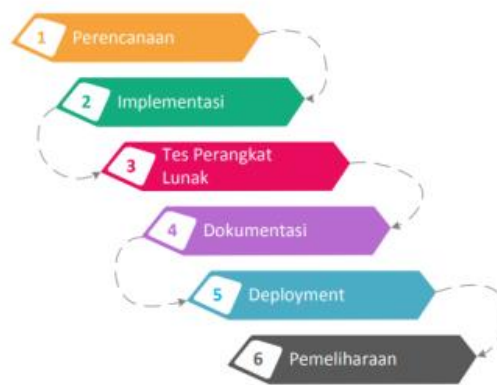 1 Perencanaan
2 Implementasi
3 Tes Perangkat
Lunak
4 Dokumentasi
5 Deployment
6 Pemeliharaan